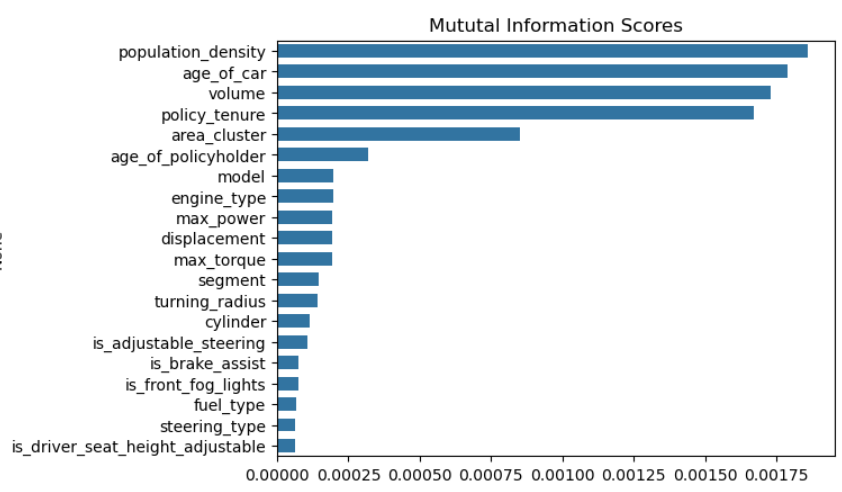 Mututal Information Scores
population_density
age_of_car
volume
policy_tenure
area_cluster
age_of_policyholder
model
engine_type
max_power
displacement
max_torque
segment
turning_radius
cylinder
is_adjustable_steering
is_brake_assist
is_front_fog_lights
fuel_type
steering_type
is_driver_seat_height_adjustable
0.00000 0.00025 0.00050 0.00075 0.00100 0.00125 0.00150 0.00175